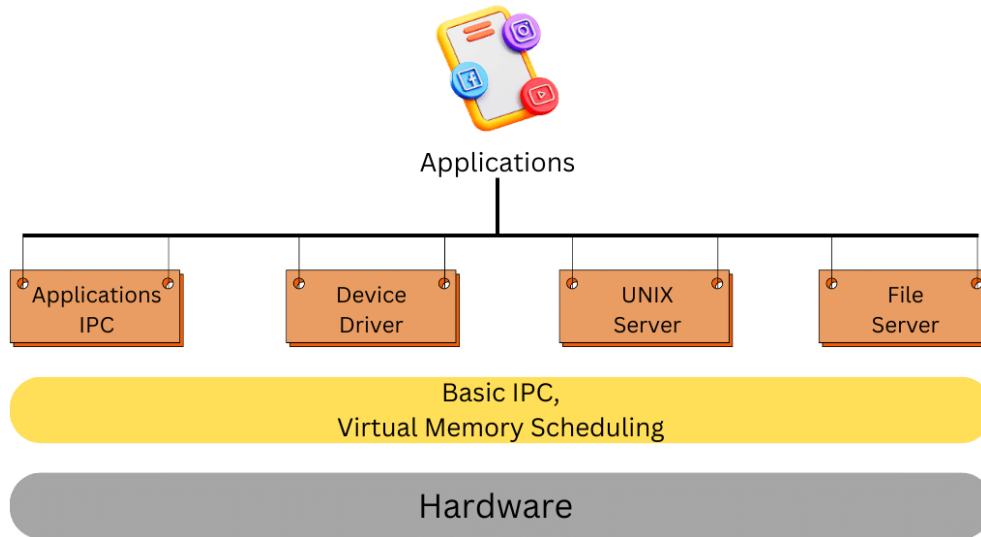 Applications
Applications
IPC
Device
Driver
UNIX
Server
File
Server
Basic IPC,
Virtual Memory Scheduling
Hardware